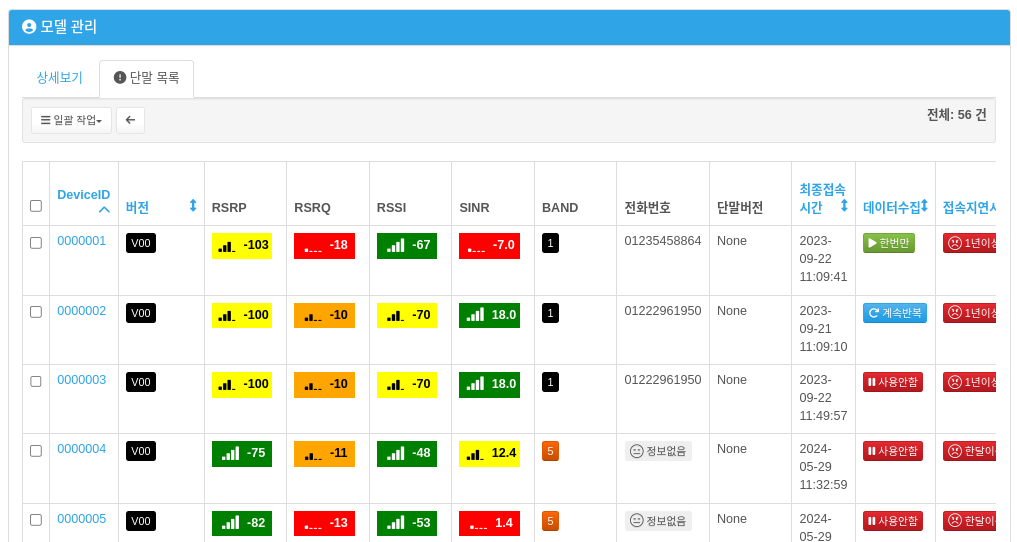 모델 관리
상세보기 단말 목록
일괄 작업 전체: 56 건
DeviceID 버전 RSRP RSRQ RSSI SINR BAND 전화번호 단말버전 최종접속 시간 데이터수집 접속지연시
0000001 V00 -103 -18 -67 -7.0 1 01235458864 None 2023-09-22 11:09:41 한번만 1년이상
0000002 V00 -100 -10 -70 18.0 1 01222961950 None 2023-09-21 11:09:10 계속반복 1년이상
0000003 V00 -100 -10 -70 18.0 1 01222961950 None 2023-09-22 11:49:57 사용안함 1년이상
0000004 V00 -75 -11 -48 12.4 5 정보없음 None 2024-05-29 11:32:59 사용안함 한달이
0000005 V00 -82 -13 -53 1.4 5 정보없음 None 2024-05-29 사용안함 한달이